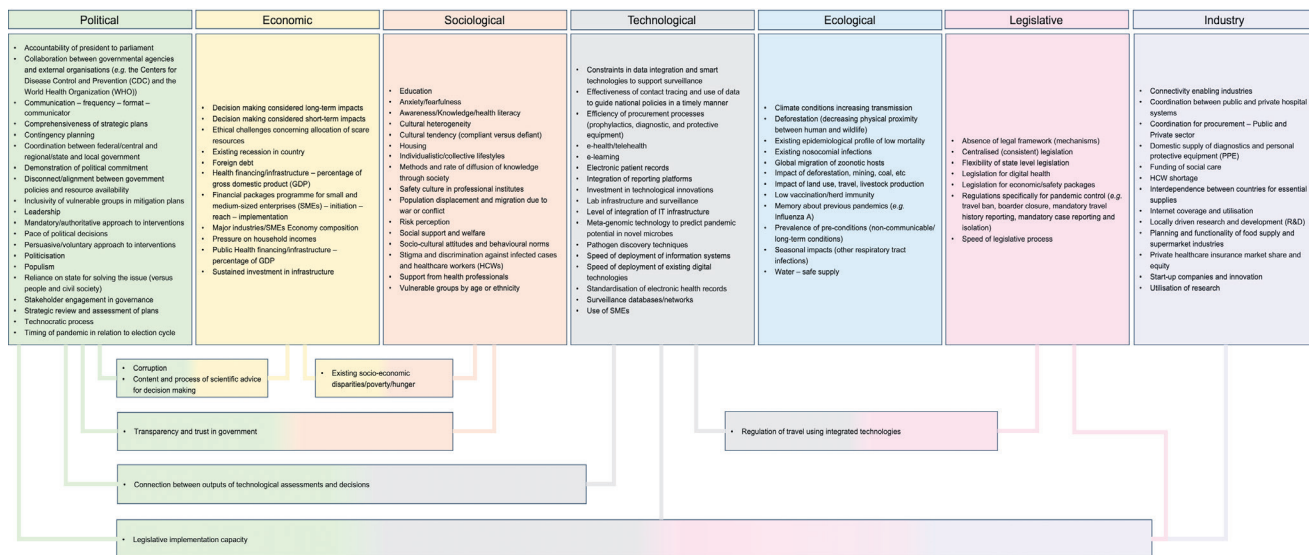 Political
• Accountability of president to parliament
• Collaboration between governmental agencies
and external organisations (e.g. the Centers for
Disease Control and Prevention (CDC) and the
World Health Organization (WHO))
• Communication – frequency – format –
communicator
• Comprehensiveness of strategic plans
• Contingency planning
• Coordination between federal/central and
regional/state and local government
• Demonstration of political commitment
• Disconnect/alignment between government
policies and resource availability
• Inclusivity of vulnerable groups in mitigation plans
• Leadership
• Mandatory/authoritative approach to interventions
• Pace of political decisions
• Persuasive/voluntary approach to interventions
• Politicisation
• Populism
• Reliance on state for solving the issue (versus
people and civil society)
• Stakeholder engagement in governance
• Strategic review and assessment of plans
• Technocratic process
• Timing of pandemic in relation to election cycle
Economic
• Decision making considered long-term impacts
• Decision making considered short-term impacts
• Ethical challenges concerning allocation of scare
resources
• Existing recession in country
• Foreign debt
• Health financing/infrastructure – percentage of
gross domestic product (GDP)
• Financial packages programme for small and
medium-sized enterprises (SMEs) – initiation –
reach – implementation
• Major industries/SMEs Economy composition
• Pressure on household incomes
• Public Health financing/infrastructure –
percentage of GDP
• Sustained investment in infrastructure
Sociological
• Education
• Anxiety/fearfulness
• Awareness/Knowledge/health literacy
• Cultural heterogeneity
• Cultural tendency (compliant versus defiant)
• Housing
• Individualistic/collective lifestyles
• Methods and rate of diffusion of knowledge
through society
• Safety culture in professional institutes
• Population displacement and migration due to
war or conflict
• Risk perception
• Social support and welfare
• Socio-cultural attitudes and behavioural norms
• Stigma and discrimination against infected cases
and healthcare workers (HCWs)
• Support from health professionals
• Vulnerable groups by age or ethnicity
Technological
• Constraints in data integration and smart
technologies to support surveillance
• Effectiveness of contact tracing and use of data
to guide national policies in a timely manner
• Efficiency of procurement processes
(prophylactics, diagnostic, and protective
equipment)
• e-health/telehealth
• e-learning
• Electronic patient records
• Integration of reporting platforms
• Investment in technological innovations
• Lab infrastructure and surveillance
• Level of integration of IT infrastructure
• Meta-genomic technology to predict pandemic
potential in novel microbes
• Pathogen discovery techniques
• Speed of deployment of information systems
• Speed of deployment of existing digital
technologies
• Standardisation of electronic health records
• Surveillance databases/networks
• Use of SMEs
Ecological
• Climate conditions increasing transmission
• Deforestation (decreasing physical proximity
between human and wildlife)
• Existing epidemiological profile of low mortality
• Existing nosocomial infections
• Global migration of zoonotic hosts
• Impact of deforestation, mining, coal, etc
• Impact of land use, travel, livestock production
• Low vaccination/herd immunity
• Memory about previous pandemics (e.g.
Influenza A)
• Prevalence of pre-conditions (non-communicable/
long-term conditions)
• Seasonal impacts (other respiratory tract
infections)
• Water – safe supply
Legislative
• Absence of legal framework (mechanisms)
• Centralised (consistent) legislation
• Flexibility of state level legislation
• Legislation for digital health
• Legislation for economic/safety packages
• Regulations specifically for pandemic control (e.g.
travel ban, boarder closure, mandatory travel
history reporting, mandatory case reporting and
isolation)
• Speed of legislative process
Industry
• Connectivity enabling industries
• Coordination between public and private hospital
systems
• Coordination for procurement – Public and
Private sector
• Domestic supply of diagnostics and personal
protective equipment (PPE)
• Funding of social care
• HCW shortage
• Interdependence between countries for essential
supplies
• Internet coverage and utilisation
• Locally driven research and development (R&D)
• Planning and functionality of food supply and
supermarket industries
• Private healthcare insurance market share and
equity
• Start-up companies and innovation
• Utilisation of research
• Corruption
• Content and process of scientific advice
for decision making
• Existing socio-economic
disparities/poverty/hunger
• Transparency and trust in government
• Regulation of travel using integrated technologies
• Connection between outputs of technological assessments and decisions
• Legislative implementation capacity